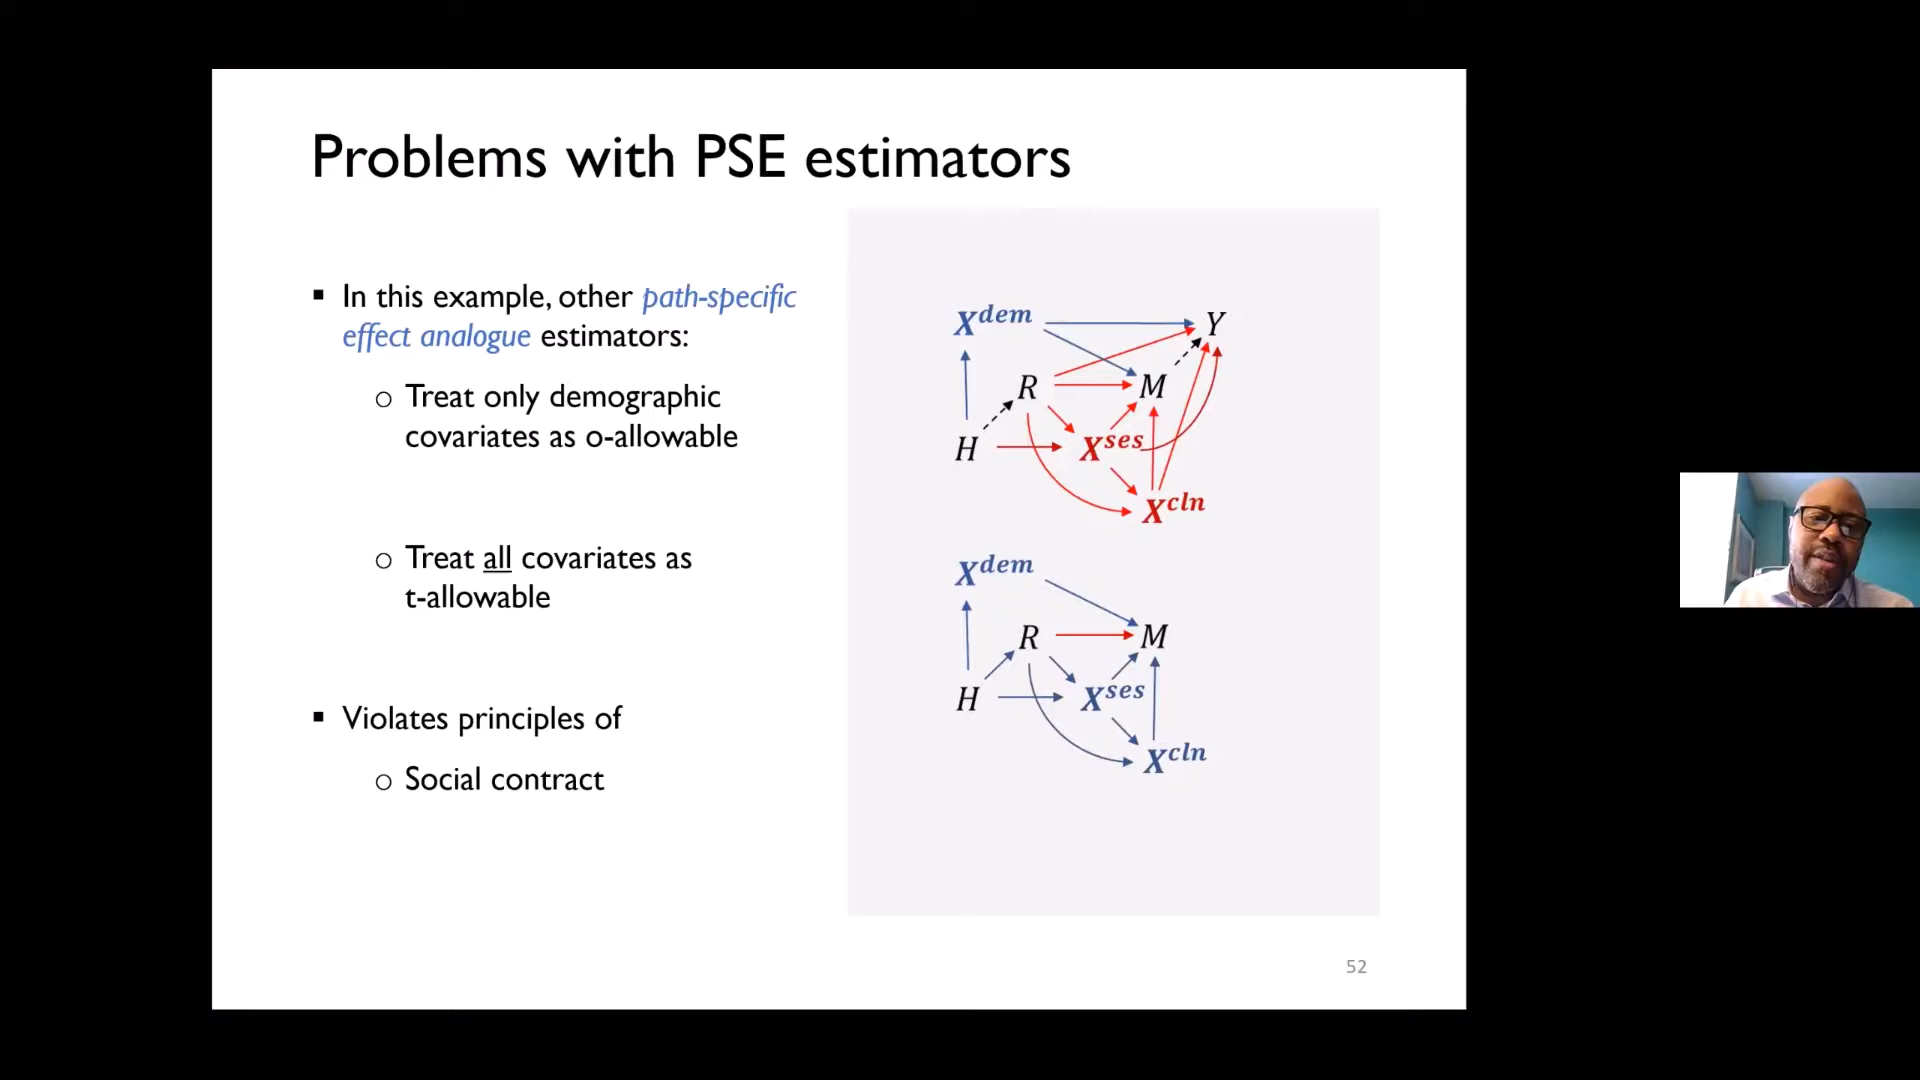 Problems with PSE estimators
▪ In this example, other path-specific
effect analogue estimators:
o Treat only demographic
covariates as o-allowable
o Treat all covariates as
t-allowable
▪ Violates principles of
o Social contract
X^dem Y
R M
H X^ses
X^cln
X^dem
R M
H X^ses
X^cln
52